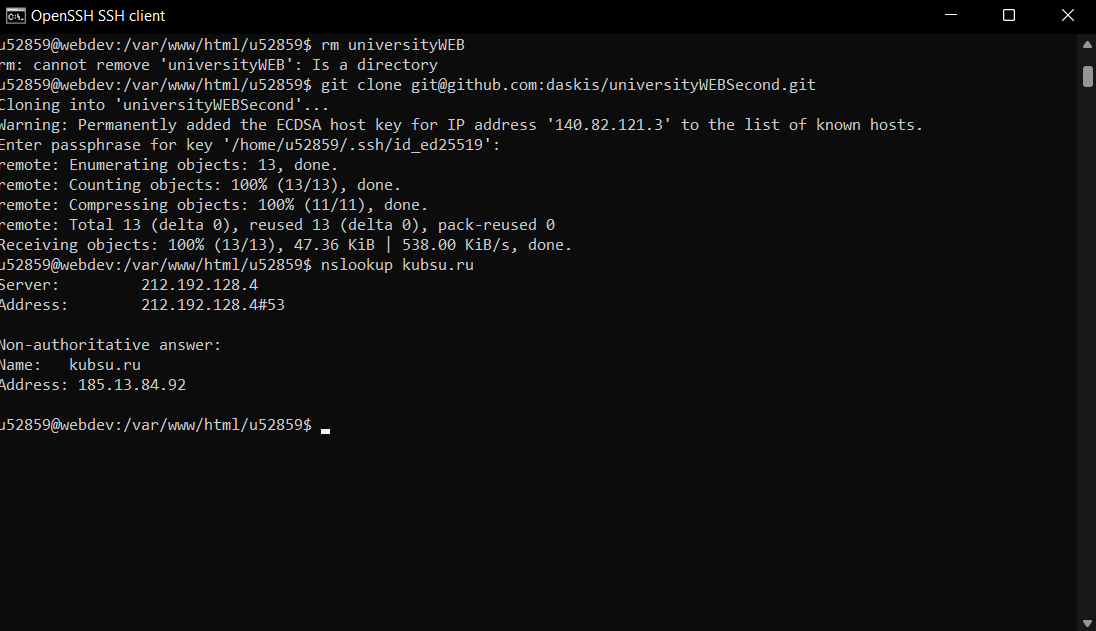 OpenSSH SSH client
u52859@webdev:/var/www/html/u52859$ rm universityWEB
rm: cannot remove 'universityWEB': Is a directory
u52859@webdev:/var/www/html/u52859$ git clone git@github.com:daskis/universityWEBSecond.git
Cloning into 'universityWEBSecond'...
Warning: Permanently added the ECDSA host key for IP address '140.82.121.3' to the list of known hosts.
Enter passphrase for key '/home/u52859/.ssh/id_ed25519':
remote: Enumerating objects: 13, done.
remote: Counting objects: 100% (13/13), done.
remote: Compressing objects: 100% (11/11), done.
remote: Total 13 (delta 0), reused 13 (delta 0), pack-reused 0
Receiving objects: 100% (13/13), 47.36 KiB | 538.00 KiB/s, done.
u52859@webdev:/var/www/html/u52859$ nslookup kubsu.ru
Server:         212.192.128.4
Address:        212.192.128.4#53
Non-authoritative answer:
Name:   kubsu.ru
Address: 185.13.84.92
u52859@webdev:/var/www/html/u52859$